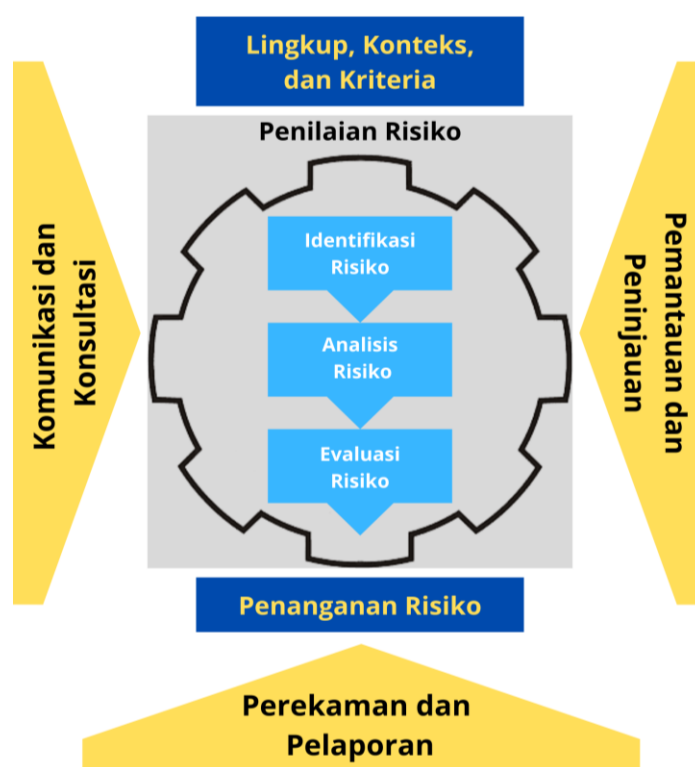 Lingkup, Konteks,
dan Kriteria
Penilaian Risiko
Identifikasi
Risiko
Analisis
Risiko
Evaluasi
Risiko
Komunikasi dan
Konsultasi
Pemantauan dan
Peninjauan
Penanganan Risiko
Perekaman dan
Pelaporan